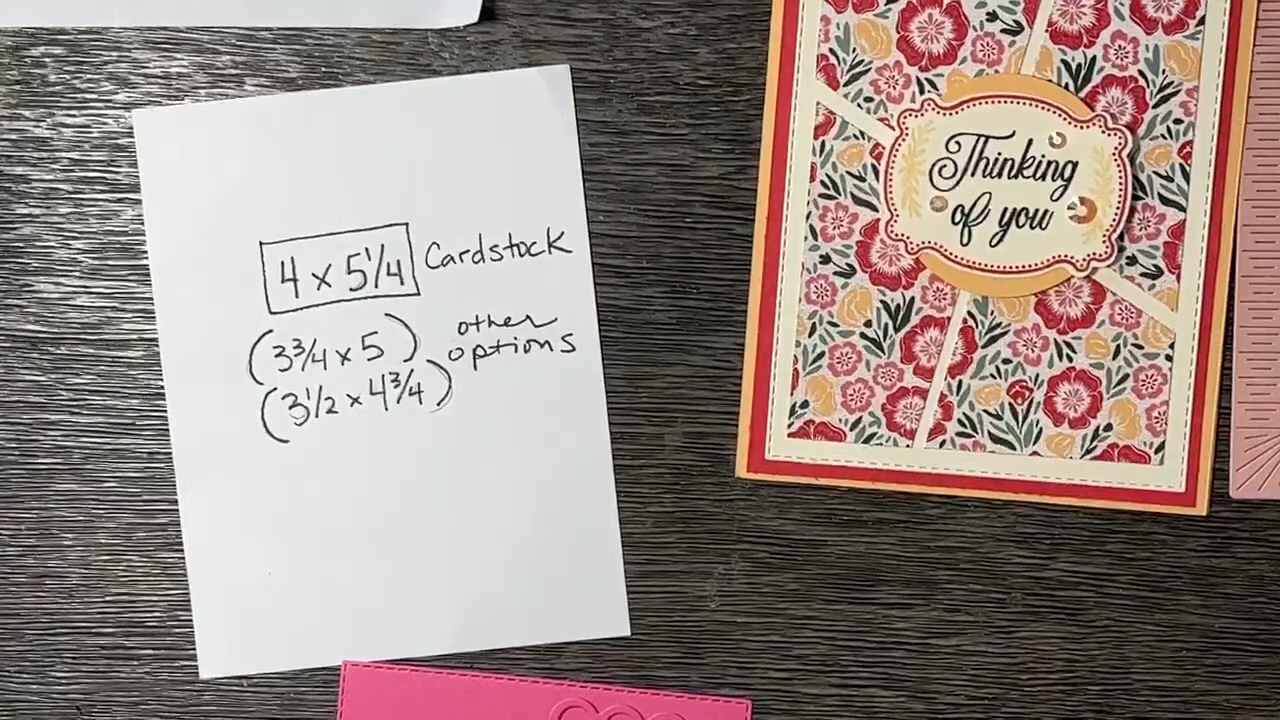 4 x 5 1/4 Cardstock
(3 3/4 x 5) other options
(3 1/2 x 4 3/4)
Thinking
of you